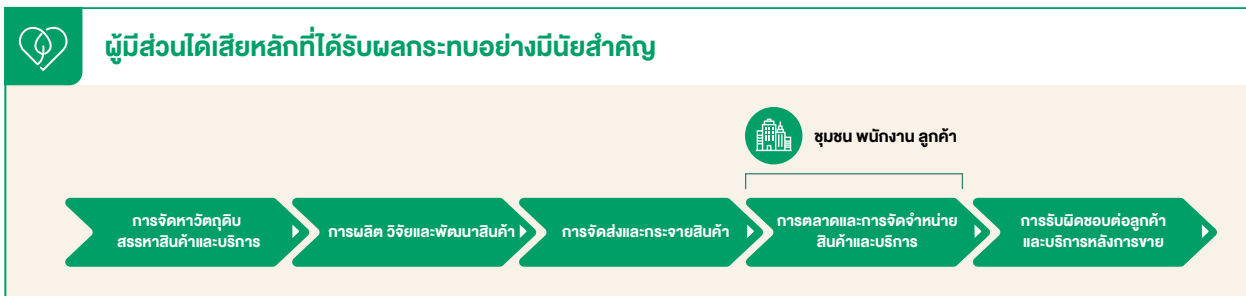 ผู้มีส่วนได้เสียหลักที่ได้รับผลกระทบอย่างมีนัยสำคัญ
ชุมชน พนักงาน ลูกค้า
การจัดหาวัตถุดิบ
สรรหาสินค้าและบริการ
การผลิต วิจัยและพัฒนาสินค้า
การจัดส่งและกระจายสินค้า
การตลาดและการจัดจำหน่าย
สินค้าและบริการ
การรับผิดชอบต่อลูกค้า
และบริการหลังการขาย